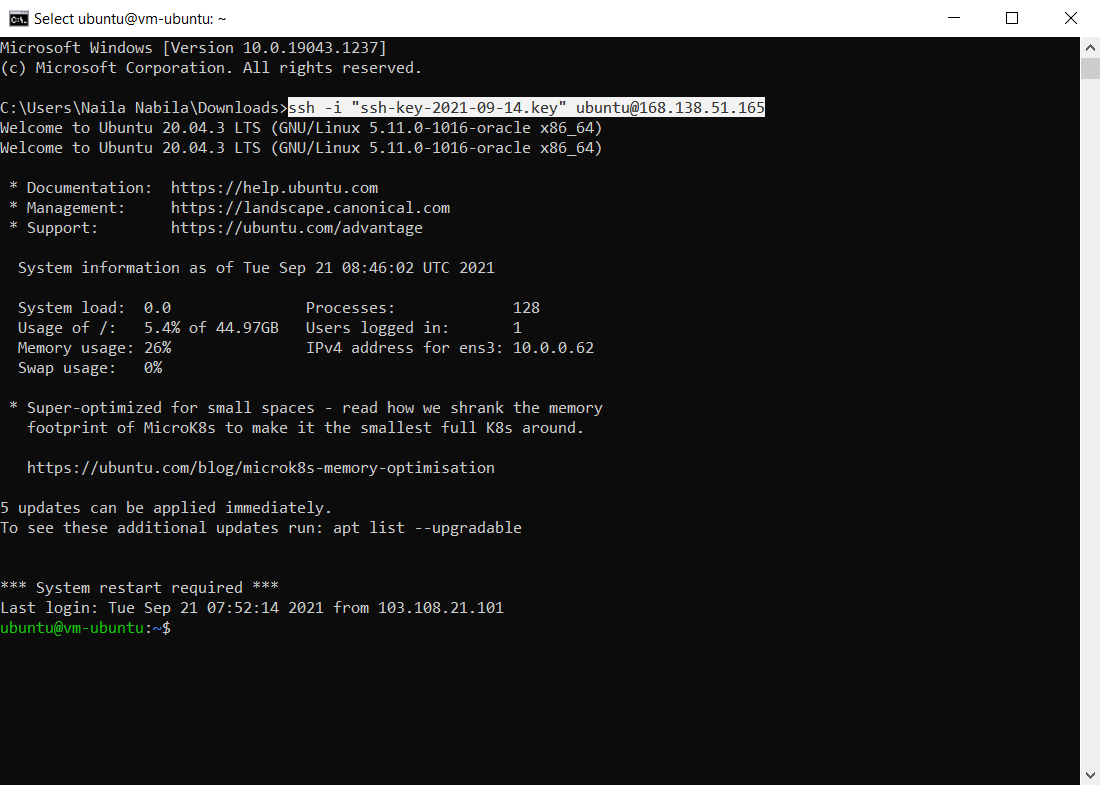 Select ubuntu@vm-ubuntu: ~
Microsoft Windows [Version 10.0.19043.1237]
(c) Microsoft Corporation. All rights reserved.
C:\Users\Naila Nabila\Downloads>ssh -i "ssh-key-2021-09-14.key" ubuntu@168.138.51.165
Welcome to Ubuntu 20.04.3 LTS (GNU/Linux 5.11.0-1016-oracle x86_64)
Welcome to Ubuntu 20.04.3 LTS (GNU/Linux 5.11.0-1016-oracle x86_64)
* Documentation:  https://help.ubuntu.com
* Management:     https://landscape.canonical.com
* Support:        https://ubuntu.com/advantage
System information as of Tue Sep 21 08:46:02 UTC 2021
System load:  0.0               Processes:             128
Usage of /:   5.4% of 44.97GB   Users logged in:       1
Memory usage: 26%               IPv4 address for ens3: 10.0.0.62
Swap usage:   0%
* Super-optimized for small spaces - read how we shrank the memory
footprint of MicroK8s to make it the smallest full K8s around.
https://ubuntu.com/blog/microk8s-memory-optimisation
5 updates can be applied immediately.
To see these additional updates run: apt list --upgradable
*** System restart required ***
Last login: Tue Sep 21 07:52:14 2021 from 103.108.21.101
ubuntu@vm-ubuntu:~$